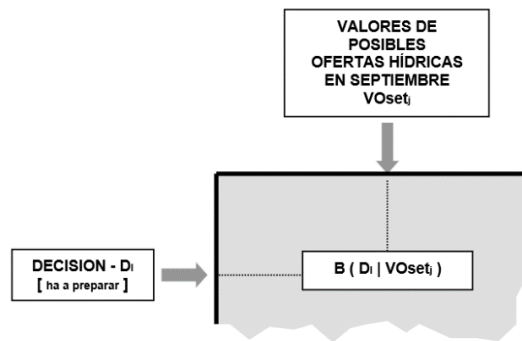 VALORES DE
POSIBLES
OFERTAS HÍDRICAS
EN SEPTIEMBRE
VOsetⱼ
DECISION - Dᵢ
[ ha a preparar ]
B ( Dᵢ | VOsetⱼ )